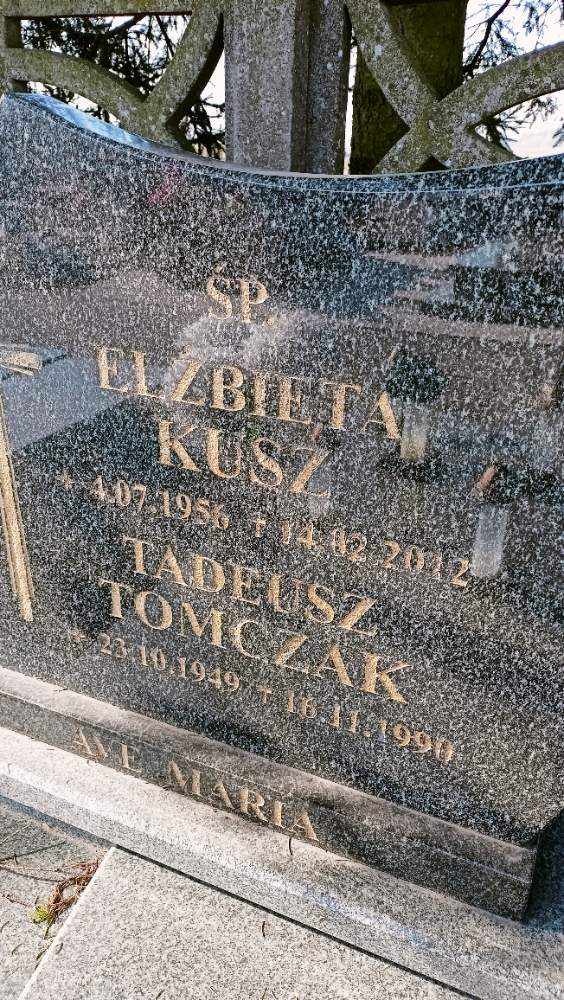 ŚP.
ELŻBIETA
KUSZ
* 4.07.1956 † 14.02.2012
TADEUSZ
TOMCZAK
* 23.10.1949 † 16.11.1990
AVE MARIA